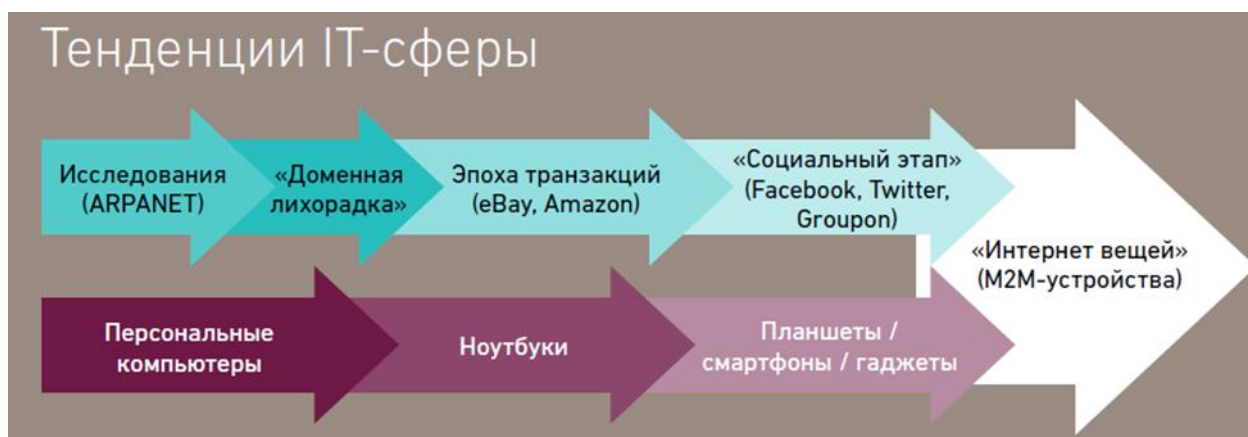 Тенденции IT-сферы
Исследования
(ARPANET)
«Доменная
лихорадка»
Эпоха транзакций
(eBay, Amazon)
«Социальный этап»
(Facebook, Twitter,
Groupon)
«Интернет вещей»
(M2M-устройства)
Персональные
компьютеры
Ноутбуки
Планшеты /
смартфоны / гаджеты